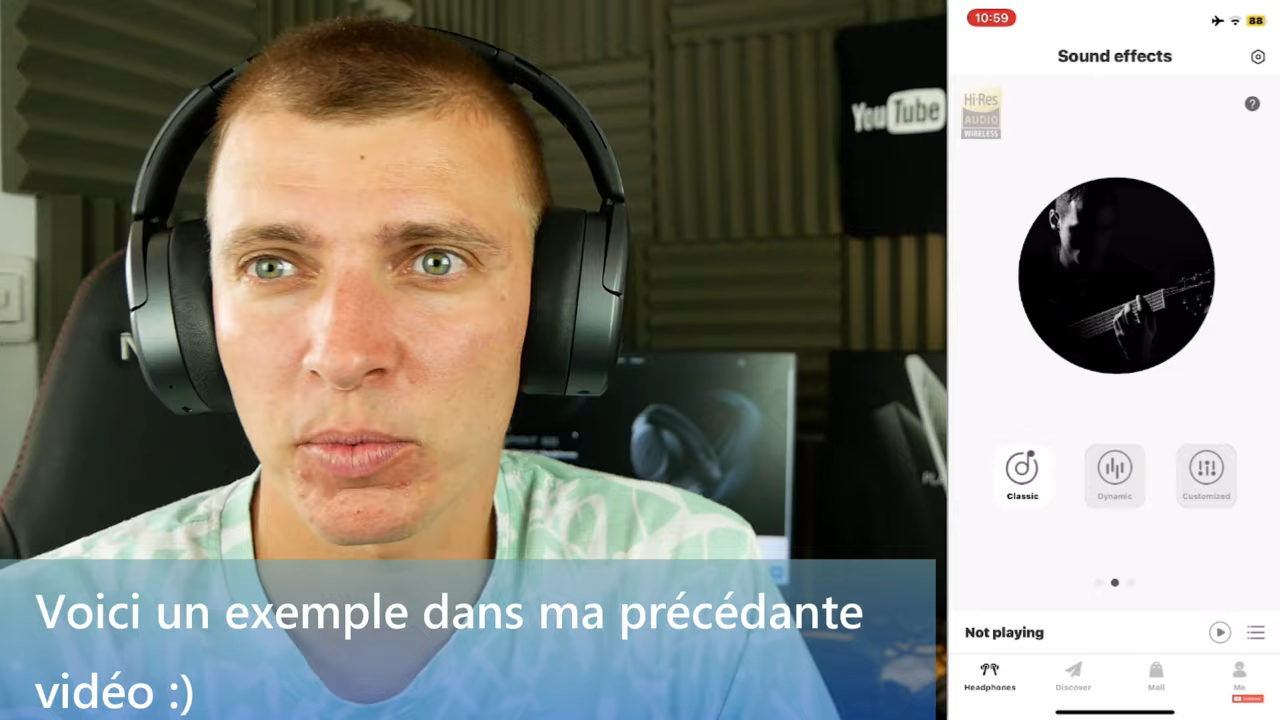 10:59
88
Sound effects
Hi-Res
AUDIO
WIRELESS
YouTube
N
Classic
Dynamic
Customized
Voici un exemple dans ma précédante
vidéo :)
Not playing
Headphones
Discover
Mall
Me